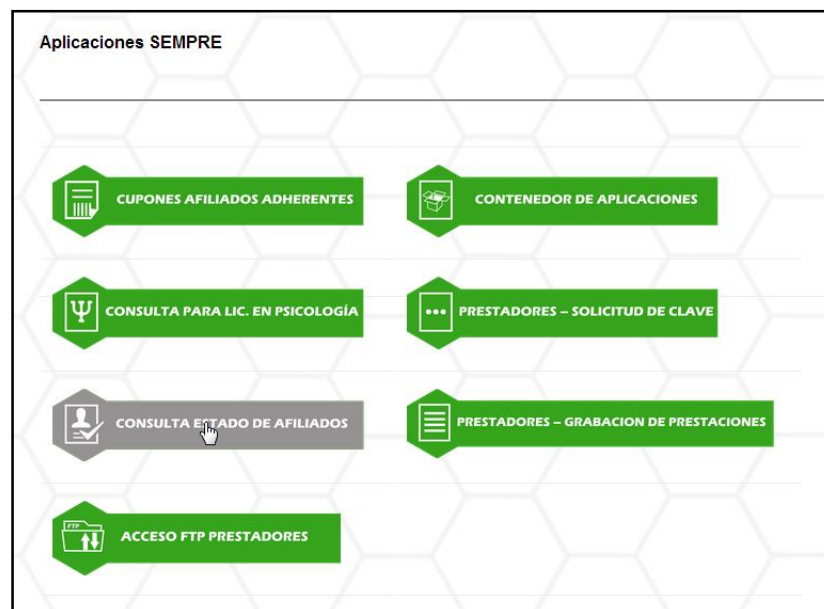 Aplicaciones SEMPRE
CUPONES AFILIADOS ADHERENTES
CONTENEDOR DE APLICACIONES
CONSULTA PARA LIC. EN PSICOLOGÍA
PRESTADORES – SOLICITUD DE CLAVE
CONSULTA ESTADO DE AFILIADOS
PRESTADORES – GRABACION DE PRESTACIONES
FTP
ACCESO FTP PRESTADORES